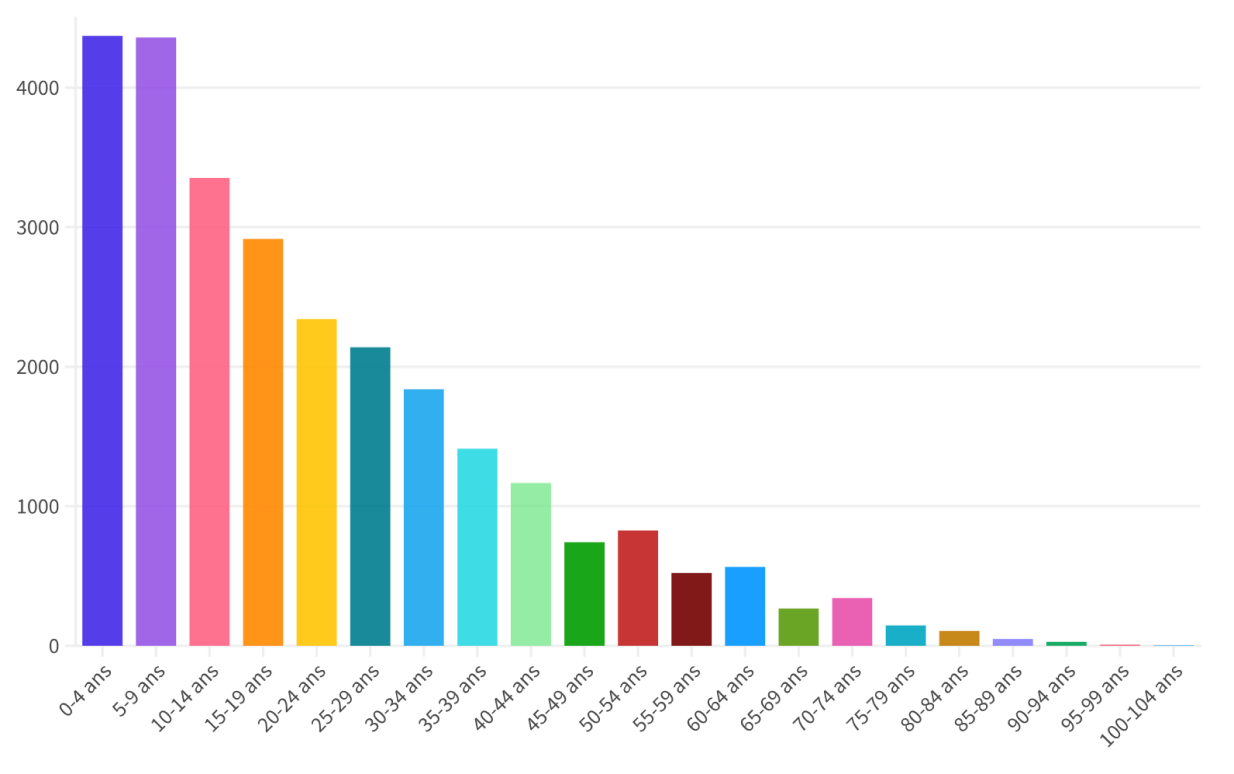 4000
3000
2000
1000
0
0-4 ans
5-9 ans
10-14 ans
15-19 ans
20-24 ans
25-29 ans
30-34 ans
35-39 ans
40-44 ans
45-49 ans
50-54 ans
55-59 ans
60-64 ans
65-69 ans
70-74 ans
75-79 ans
80-84 ans
85-89 ans
90-94 ans
95-99 ans
100-104 ans